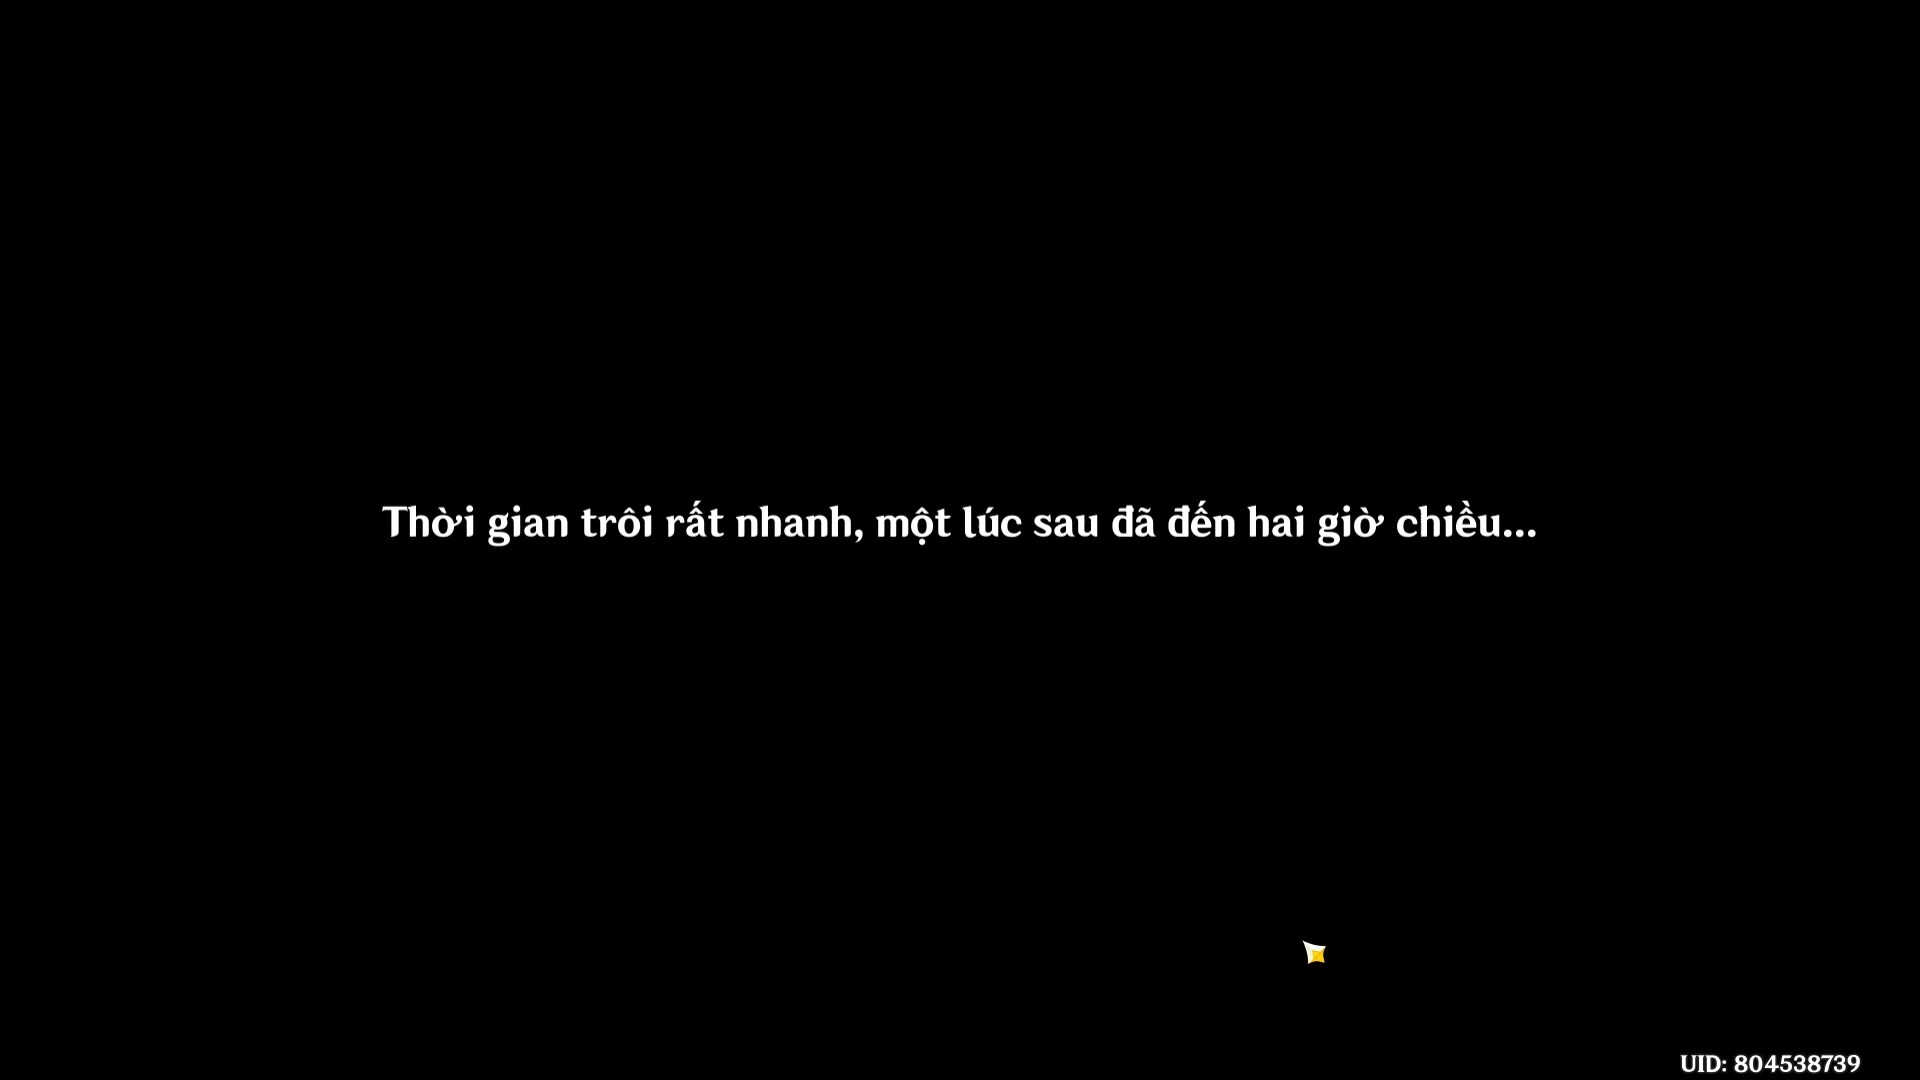 Thời gian trôi rất nhanh, một lúc sau đã đến hai giờ chiều...
UID: 804538739